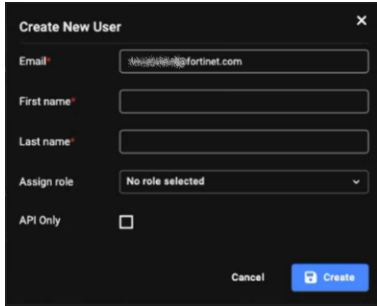 Create New User
Email*
@fortinet.com
First name*
Last name*
Assign role
No role selected
API Only
Cancel
Create